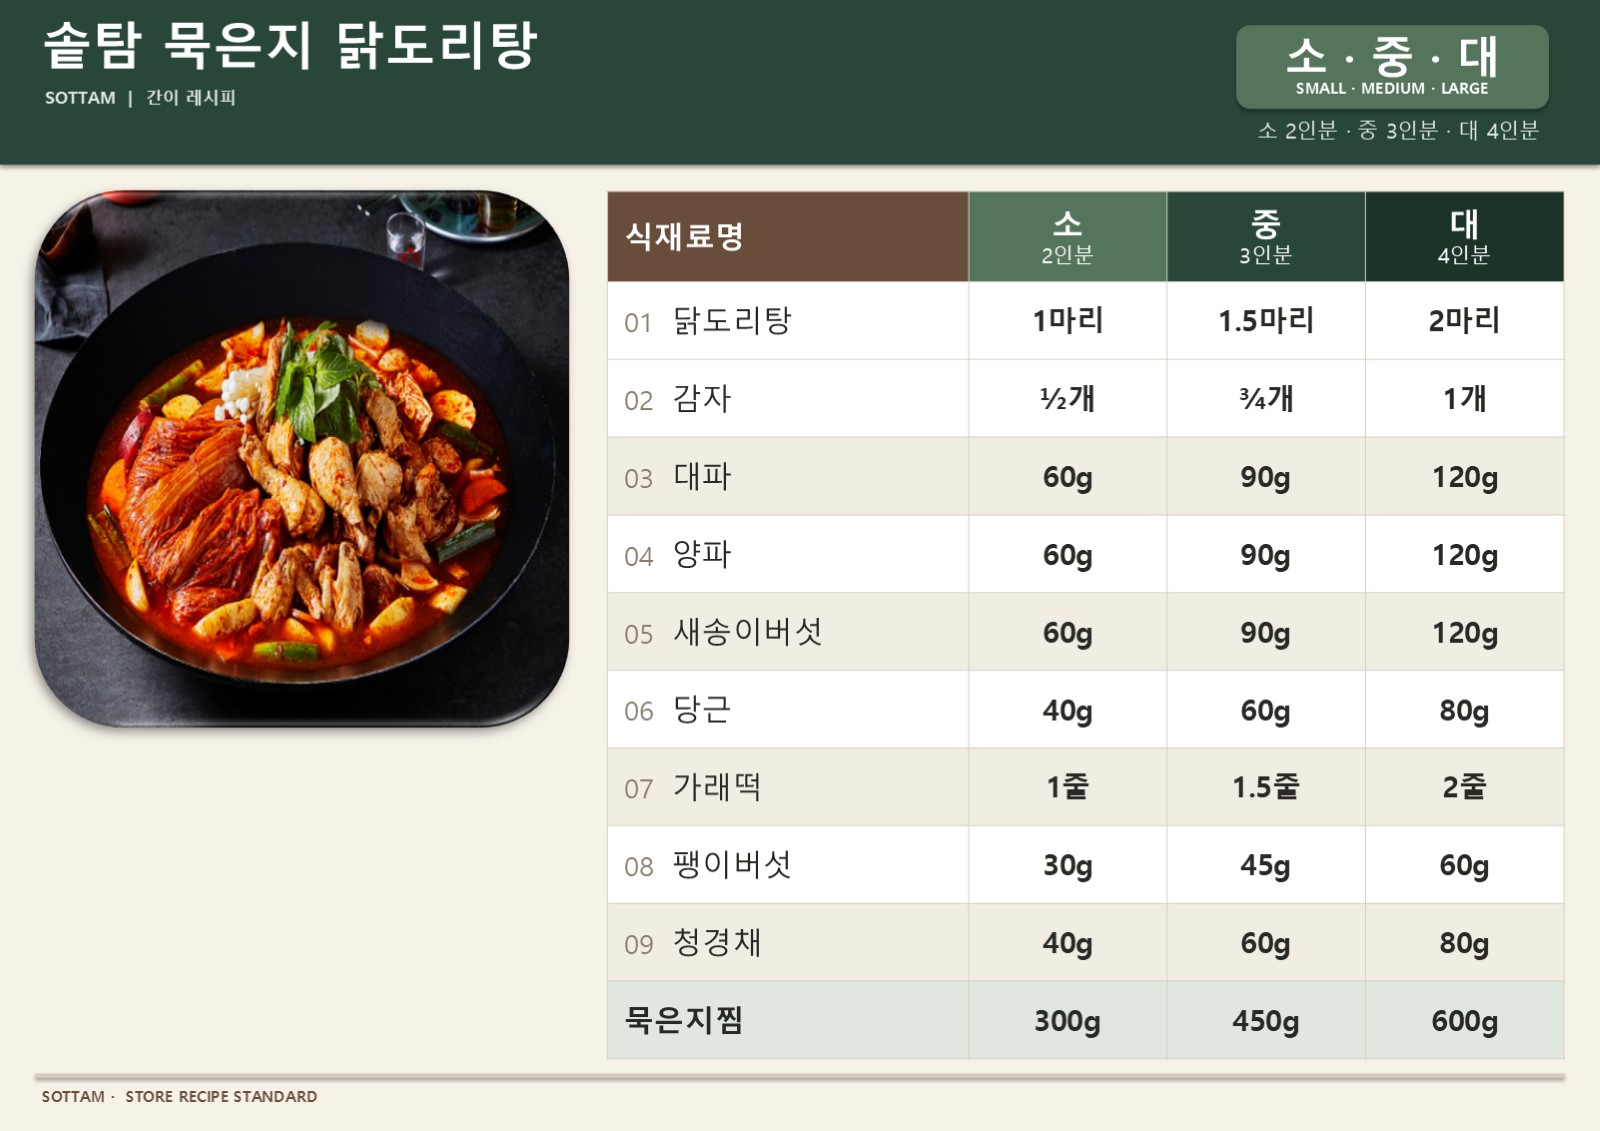 솥탐 묵은지 닭도리탕
SOTTAM | 간이 레시피
소 · 중 · 대
SMALL · MEDIUM · LARGE
소 2인분 · 중 3인분 · 대 4인분
식재료명 소 중 대
2인분 3인분 4인분
01 닭도리탕 1마리 1.5마리 2마리
02 감자 ½개 ¾개 1개
03 대파 60g 90g 120g
04 양파 60g 90g 120g
05 새송이버섯 60g 90g 120g
06 당근 40g 60g 80g
07 가래떡 1줄 1.5줄 2줄
08 팽이버섯 30g 45g 60g
09 청경채 40g 60g 80g
묵은지찜 300g 450g 600g
SOTTAM · STORE RECIPE STANDARD